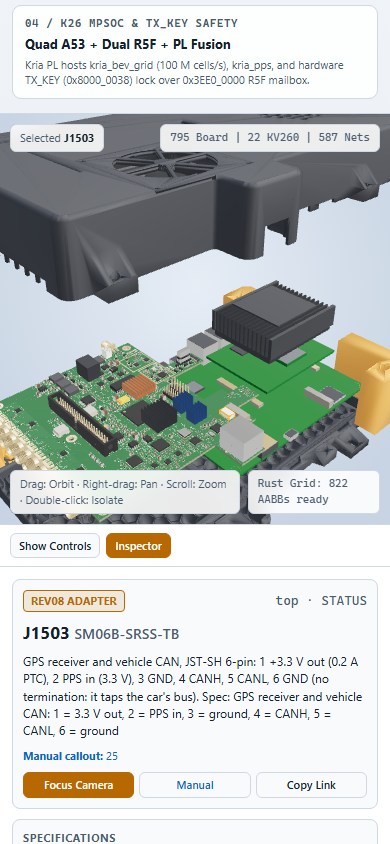 04 / K26 MPSOC & TX_KEY SAFETY
Quad A53 + Dual R5F + PL Fusion
Kria PL hosts kria_bev_grid (100 M cells/s), kria_pps, and hardware
TX_KEY (0x8000_0038) lock over 0x3EE0_0000 R5F mailbox.
Selected J1503
795 Board | 22 KV260 | 587 Nets
Drag: Orbit · Right-drag: Pan · Scroll: Zoom
· Double-click: Isolate
Rust Grid: 822
AABBs ready
Show Controls
Inspector
REV08 ADAPTER
top · STATUS
J1503 SM06B-SRSS-TB
GPS receiver and vehicle CAN, JST-SH 6-pin: 1 +3.3 V out (0.2 A
PTC), 2 PPS in (3.3 V), 3 GND, 4 CANH, 5 CANL, 6 GND (no
termination: it taps the car's bus). Spec: GPS receiver and vehicle
CAN: 1 = 3.3 V out, 2 = PPS in, 3 = ground, 4 = CANH, 5 =
CANL, 6 = ground
Manual callout: 25
Focus Camera
Manual
Copy Link
SPECIFICATIONS